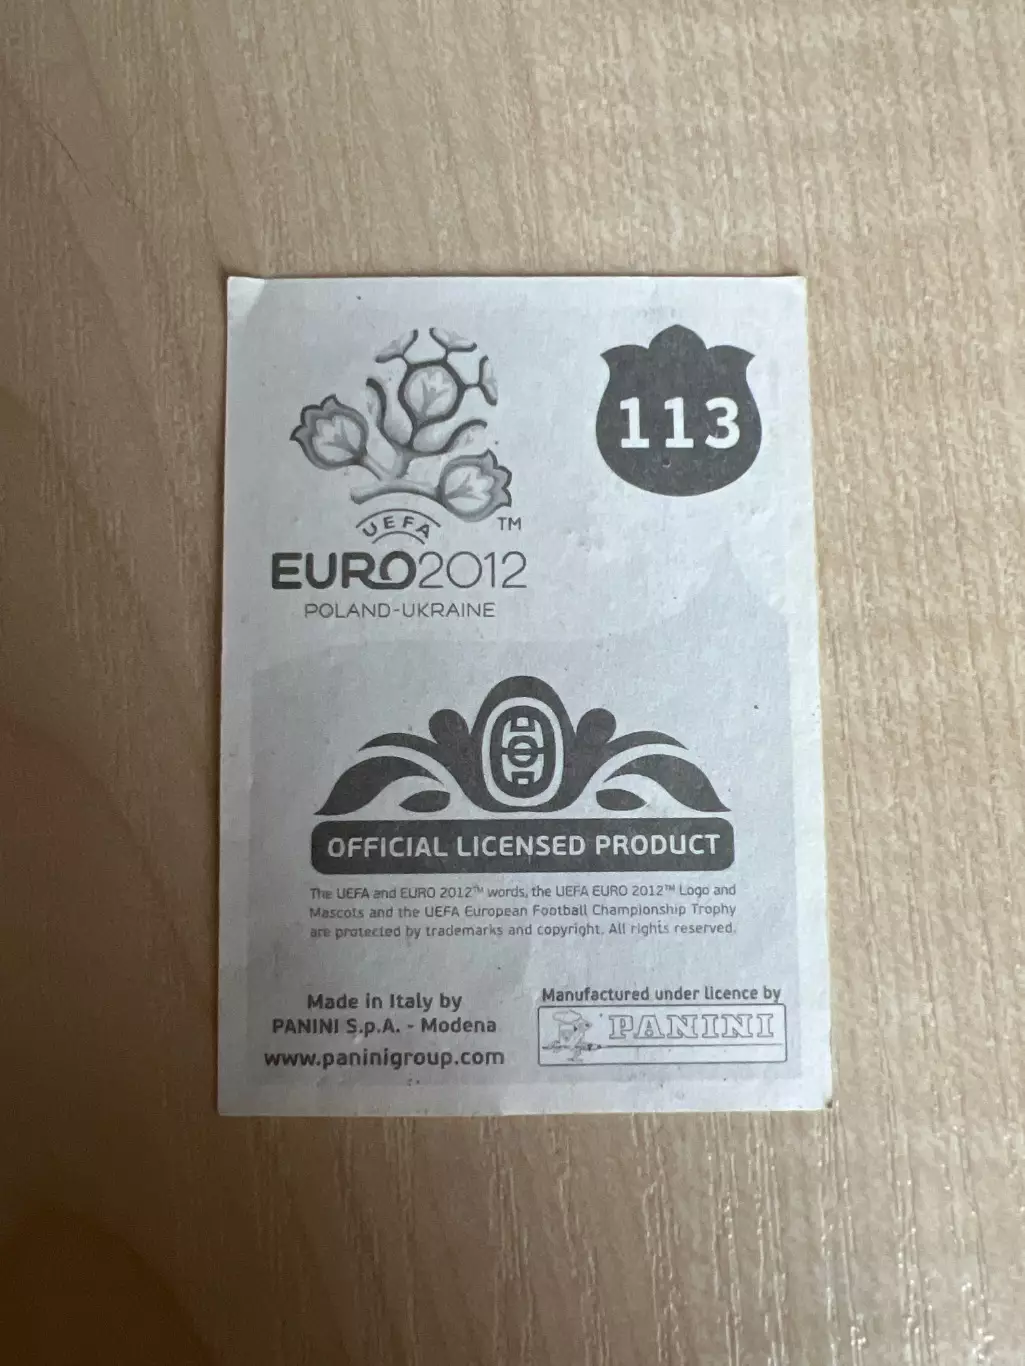 113
UEFA
TM
EURO2012
POLAND-UKRAINE
OFFICIAL LICENSED PRODUCT
The UEFA and EURO 2012™ words, the UEFA EURO 2012™ Logo and
Mascots and the UEFA European Football Championship Trophy
are protected by trademarks and copyright. All rights reserved.
Made in Italy by
PANINI S.p.A. - Modena
www.paninigroup.com
Manufactured under licence by
PANINI